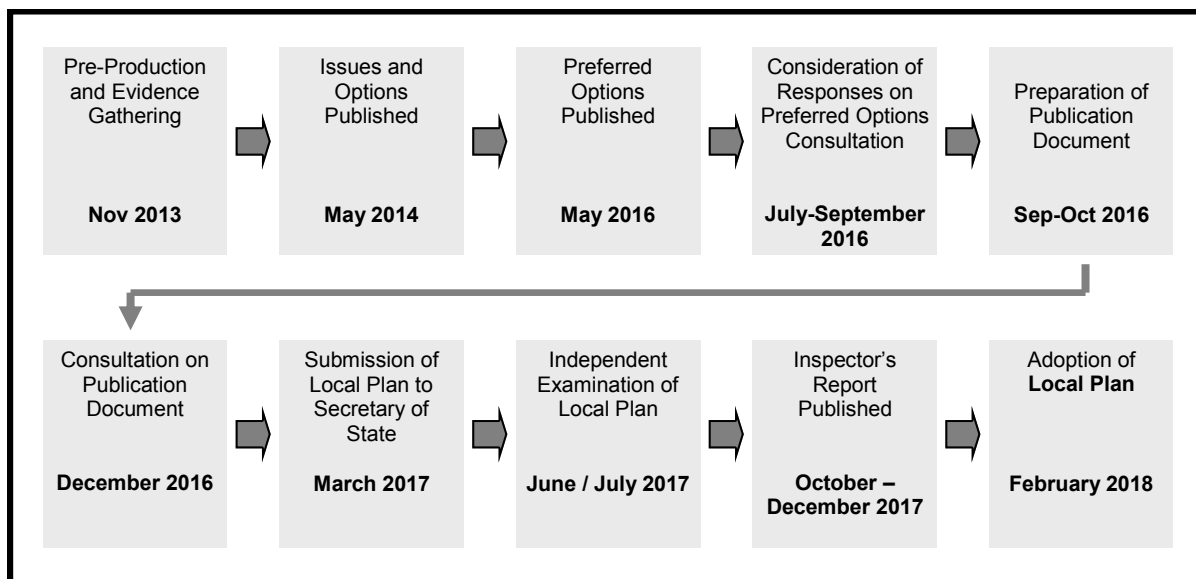 Pre-Production
and Evidence
Gathering
Nov 2013
Issues and
Options
Published
May 2014
Preferred
Options
Published
May 2016
Consideration of
Responses on
Preferred Options
Consultation
July-September
2016
Preparation of
Publication
Document
Sep-Oct 2016
Consultation on
Publication
Document
December 2016
Submission of
Local Plan to
Secretary of
State
March 2017
Independent
Examination of
Local Plan
June / July 2017
Inspector’s
Report
Published
October –
December 2017
Adoption of
Local Plan
February 2018